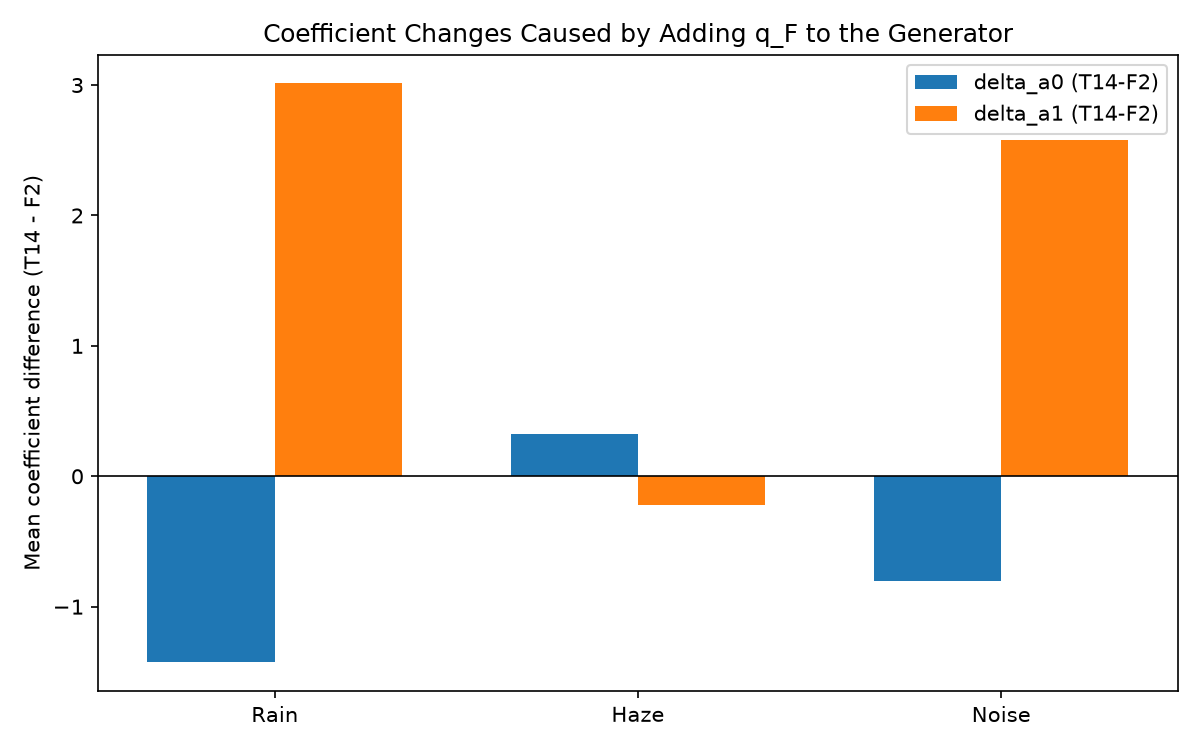 Coefficient Changes Caused by Adding q_F to the Generator
delta_a0 (T14-F2)
delta_a1 (T14-F2)
Mean coefficient difference (T14 - F2)
3
2
1
0
−1
Rain
Haze
Noise